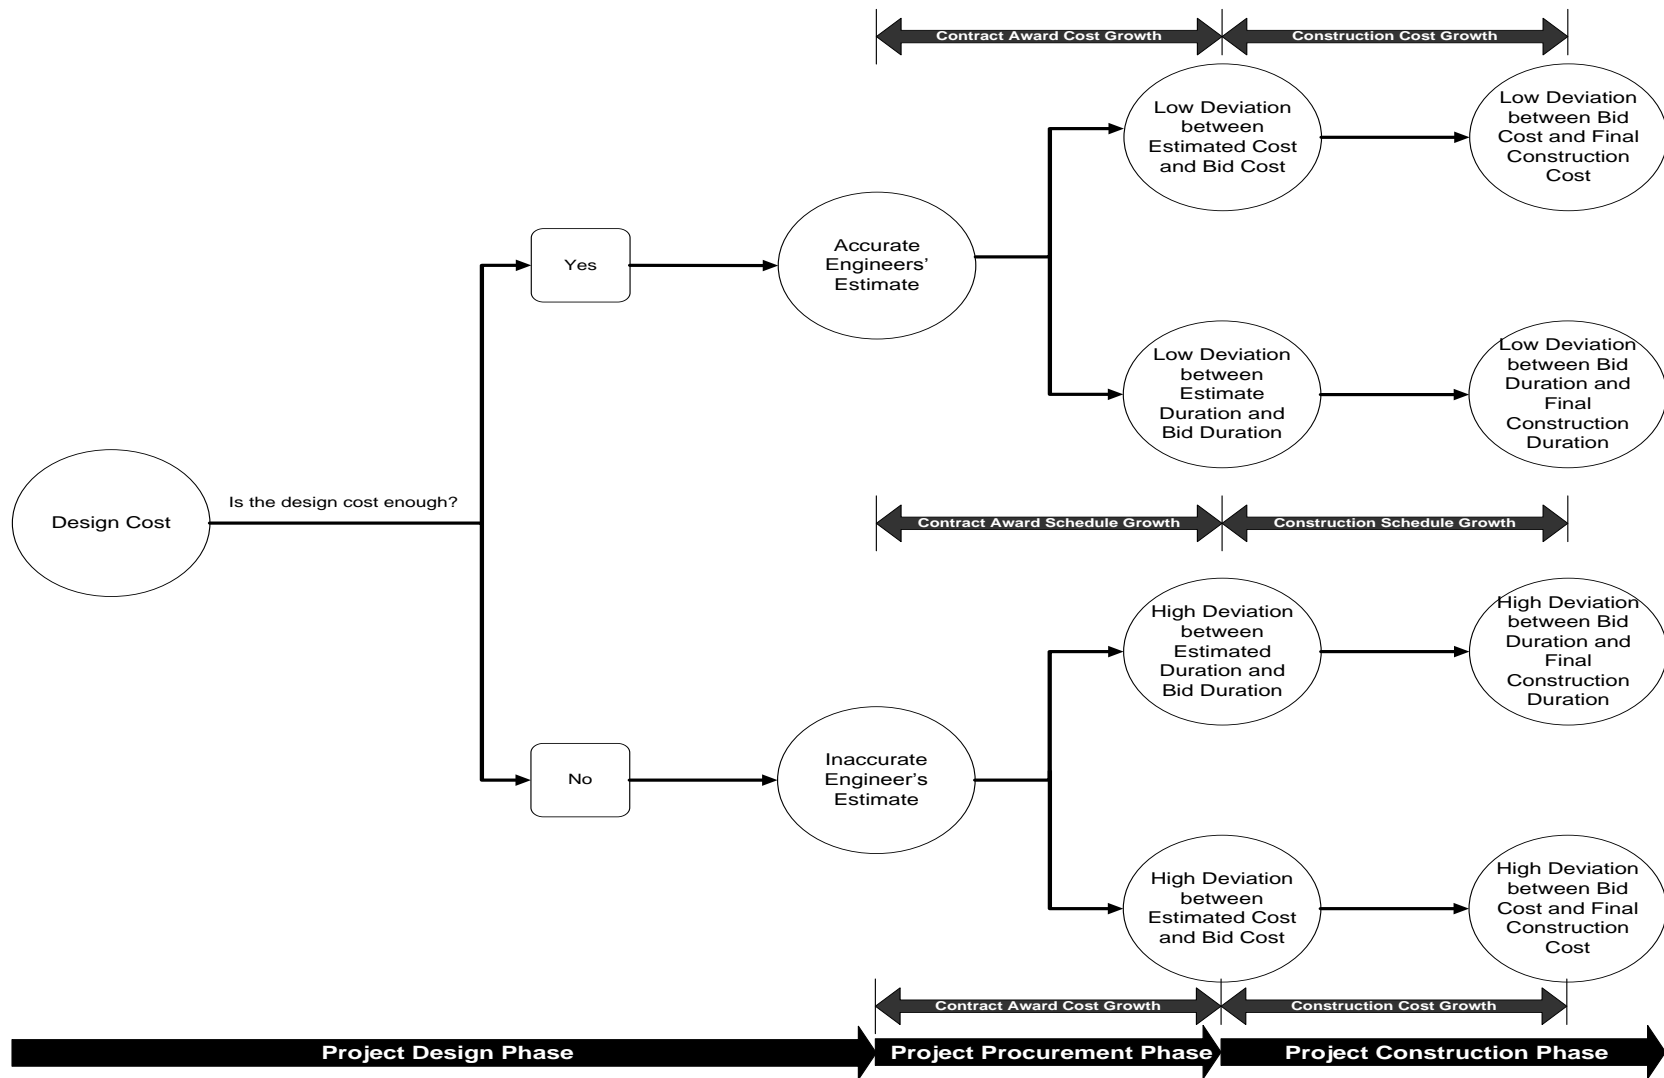 Contract Award Cost Growth
Construction Cost Growth
Low Deviation
between
Estimated Cost
and Bid Cost
Low Deviation
between Bid
Cost and Final
Construction
Cost
Yes
Accurate
Engineers’
Estimate
Low Deviation
between
Estimate
Duration and
Bid Duration
Low Deviation
between Bid
Duration and
Final
Construction
Duration
Design Cost
Is the design cost enough?
Contract Award Schedule Growth
Construction Schedule Growth
High Deviation
between
Estimated
Duration and
Bid Duration
High Deviation
between Bid
Duration and
Final
Construction
Duration
No
Inaccurate
Engineer’s
Estimate
High Deviation
between
Estimated Cost
and Bid Cost
High Deviation
between Bid
Cost and Final
Construction
Cost
Contract Award Cost Growth
Construction Cost Growth
Project Design Phase
Project Procurement Phase
Project Construction Phase